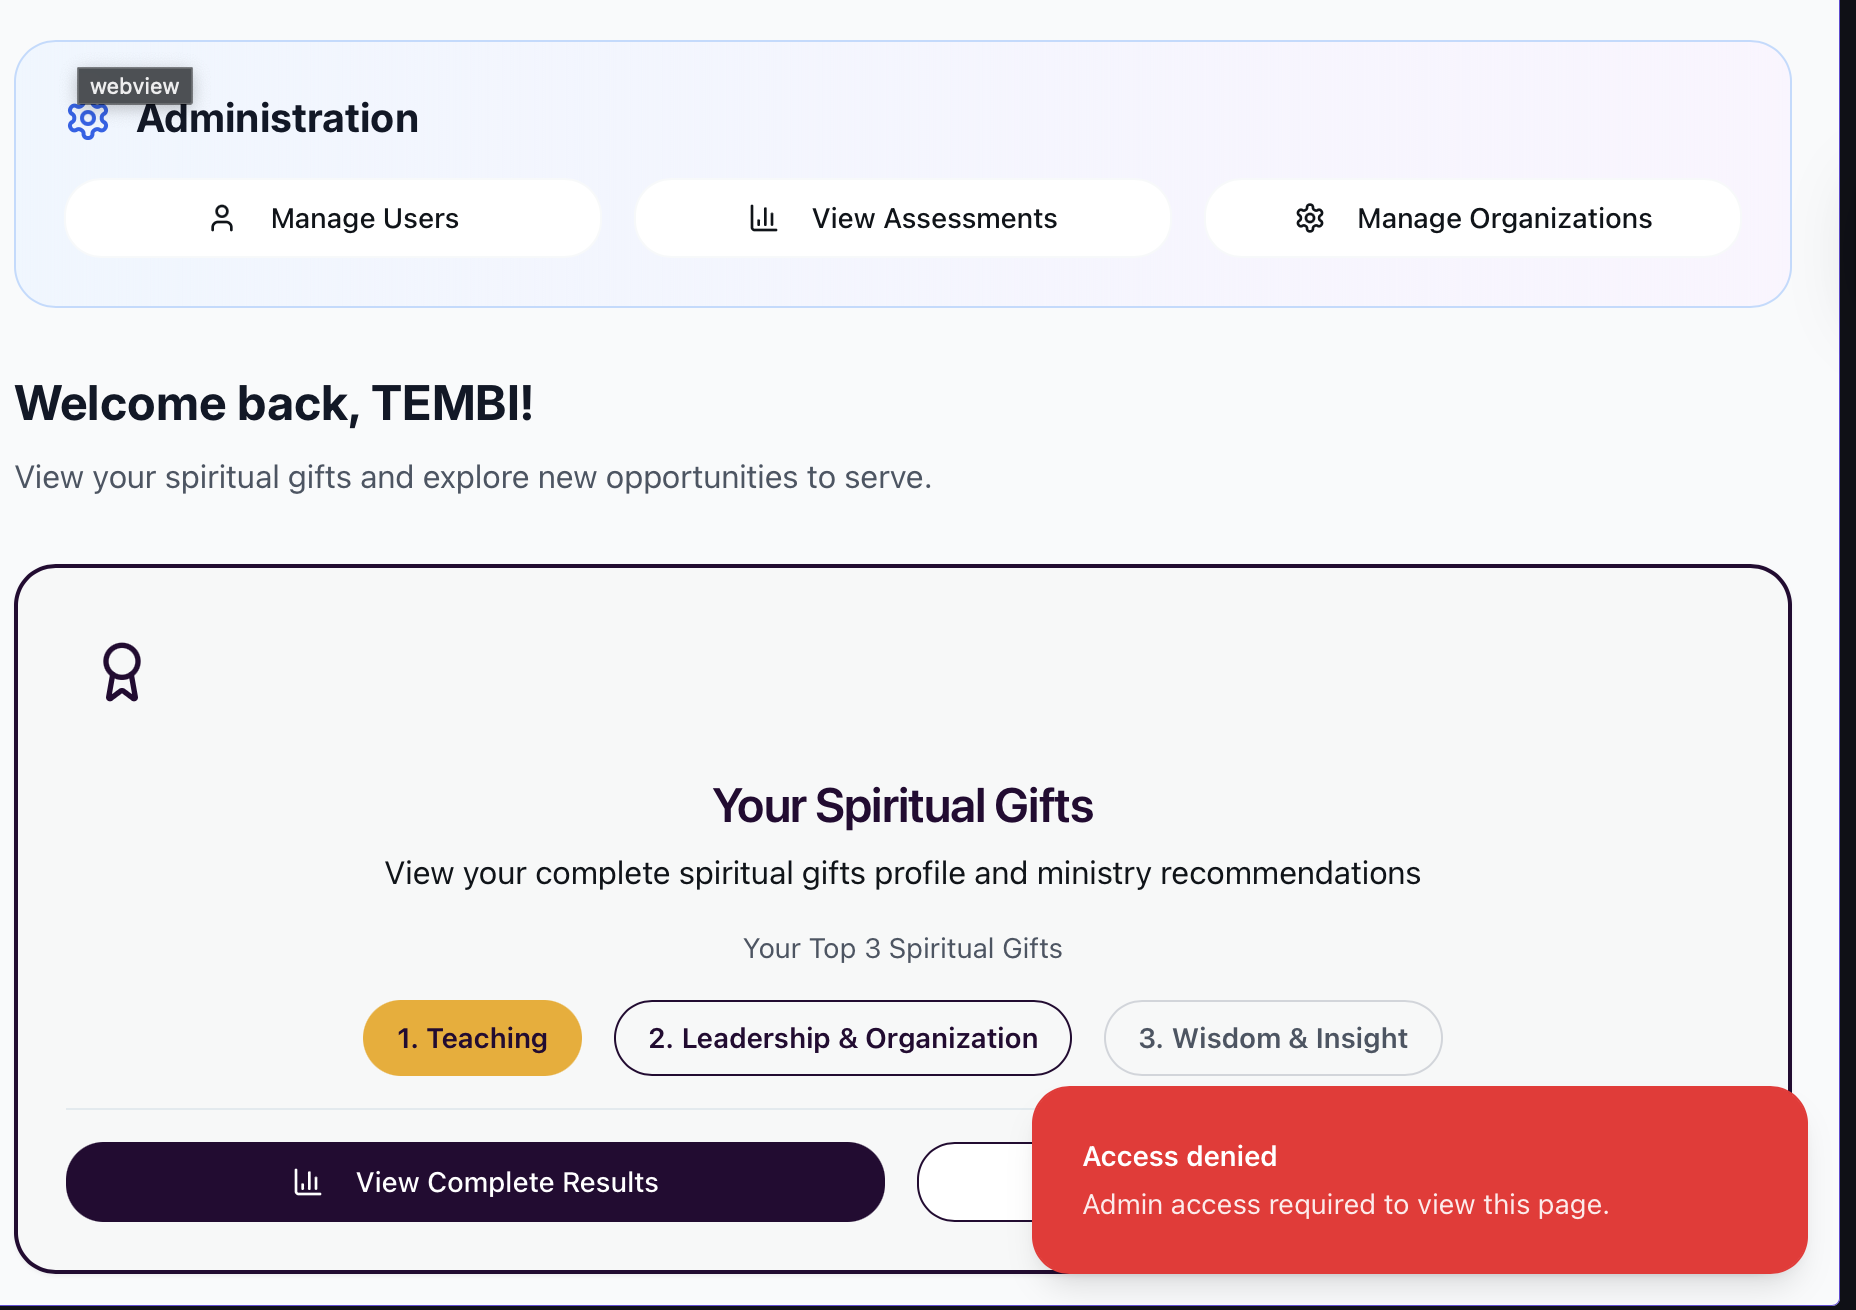 webview
Administration
Manage Users
View Assessments
Manage Organizations
Welcome back, TEMBI!
View your spiritual gifts and explore new opportunities to serve.
Your Spiritual Gifts
View your complete spiritual gifts profile and ministry recommendations
Your Top 3 Spiritual Gifts
1. Teaching
2. Leadership & Organization
3. Wisdom & Insight
View Complete Results
Access denied
Admin access required to view this page.